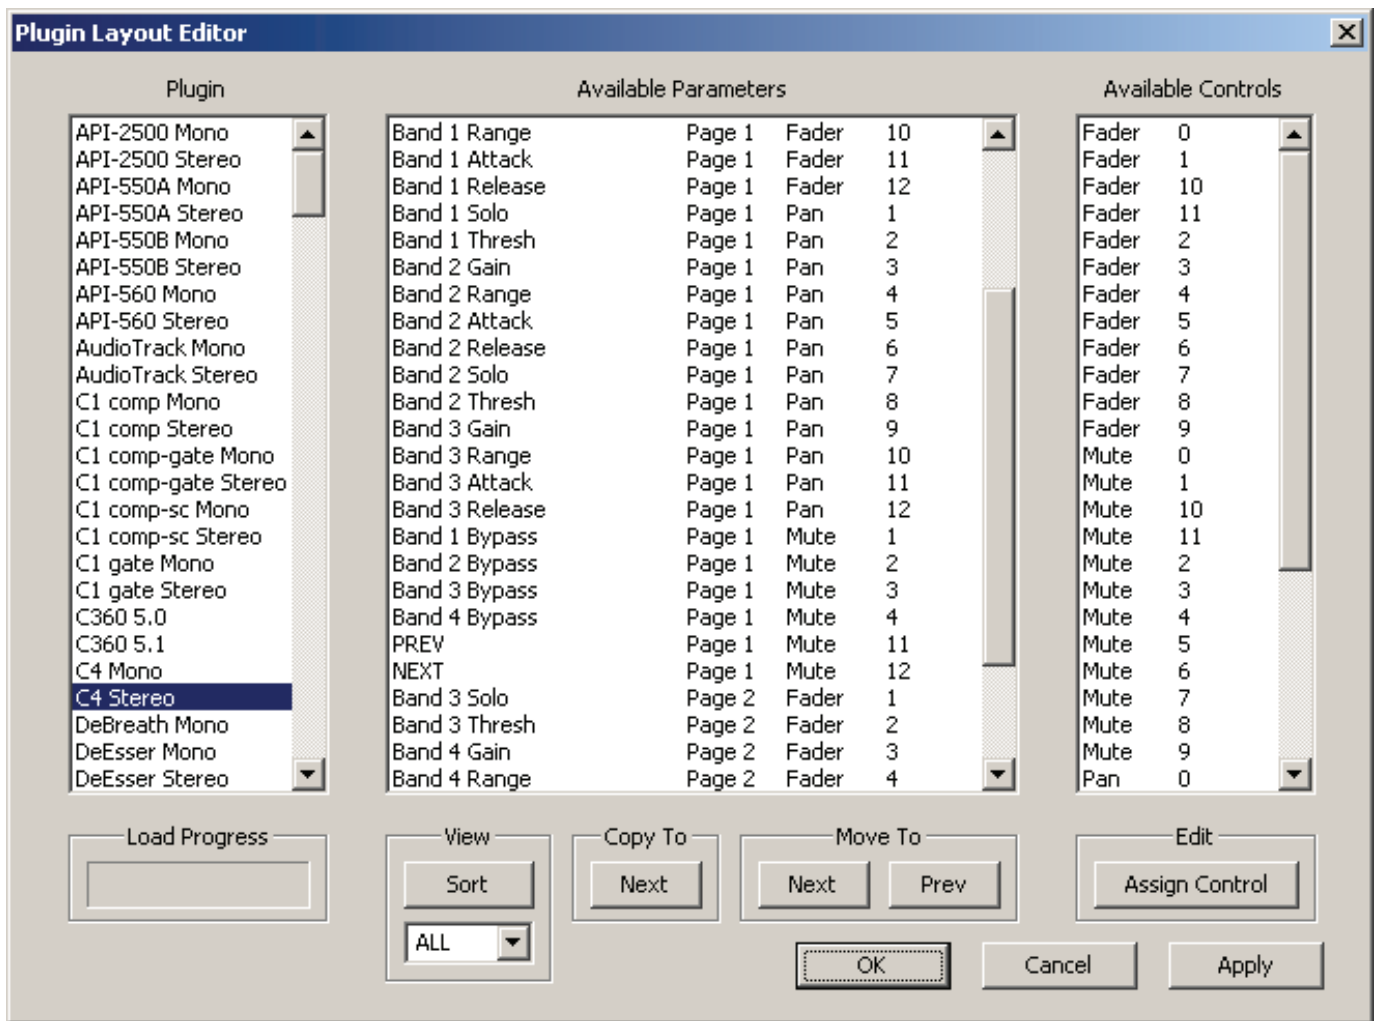 Plugin Layout Editor
Plugin
API-2500 Mono
API-2500 Stereo
API-550A Mono
API-550A Stereo
API-550B Mono
API-550B Stereo
API-560 Mono
API-560 Stereo
AudioTrack Mono
AudioTrack Stereo
C1 comp Mono
C1 comp Stereo
C1 comp-gate Mono
C1 comp-gate Stereo
C1 comp-sc Mono
C1 comp-sc Stereo
C1 gate Mono
C1 gate Stereo
C360 5.0
C360 5.1
C4 Mono
C4 Stereo
DeBreath Mono
DeEsser Mono
DeEsser Stereo
Available Parameters
Band 1 Range Page 1 Fader 10
Band 1 Attack Page 1 Fader 11
Band 1 Release Page 1 Fader 12
Band 1 Solo Page 1 Pan 1
Band 1 Thresh Page 1 Pan 2
Band 2 Gain Page 1 Pan 3
Band 2 Range Page 1 Pan 4
Band 2 Attack Page 1 Pan 5
Band 2 Release Page 1 Pan 6
Band 2 Solo Page 1 Pan 7
Band 2 Thresh Page 1 Pan 8
Band 3 Gain Page 1 Pan 9
Band 3 Range Page 1 Pan 10
Band 3 Attack Page 1 Pan 11
Band 3 Release Page 1 Pan 12
Band 1 Bypass Page 1 Mute 1
Band 2 Bypass Page 1 Mute 2
Band 3 Bypass Page 1 Mute 3
Band 4 Bypass Page 1 Mute 4
PREV Page 1 Mute 11
NEXT Page 1 Mute 12
Band 3 Solo Page 2 Fader 1
Band 3 Thresh Page 2 Fader 2
Band 4 Gain Page 2 Fader 3
Band 4 Range Page 2 Fader 4
Available Controls
Fader 0
Fader 1
Fader 10
Fader 11
Fader 2
Fader 3
Fader 4
Fader 5
Fader 6
Fader 7
Fader 8
Fader 9
Mute 0
Mute 1
Mute 10
Mute 11
Mute 2
Mute 3
Mute 4
Mute 5
Mute 6
Mute 7
Mute 8
Mute 9
Pan 0
Load Progress
View
Sort
ALL
Copy To
Next
Move To
Next Prev
Edit
Assign Control
OK Cancel Apply